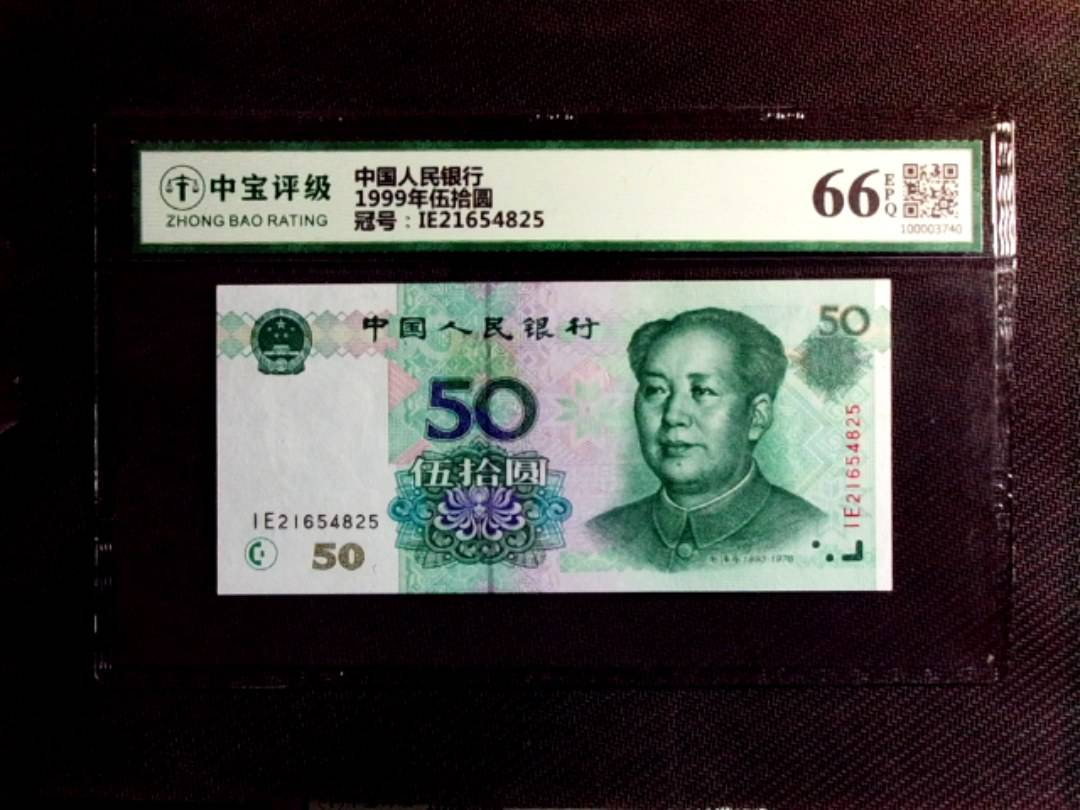 中宝评级
ZHONG BAO RATING
中国人民银行
1999年伍拾圆
冠号：IE21654825
66
EPQ
100003740
中国人民银行
50
50
伍拾圆
IE21654825
IE21654825
50